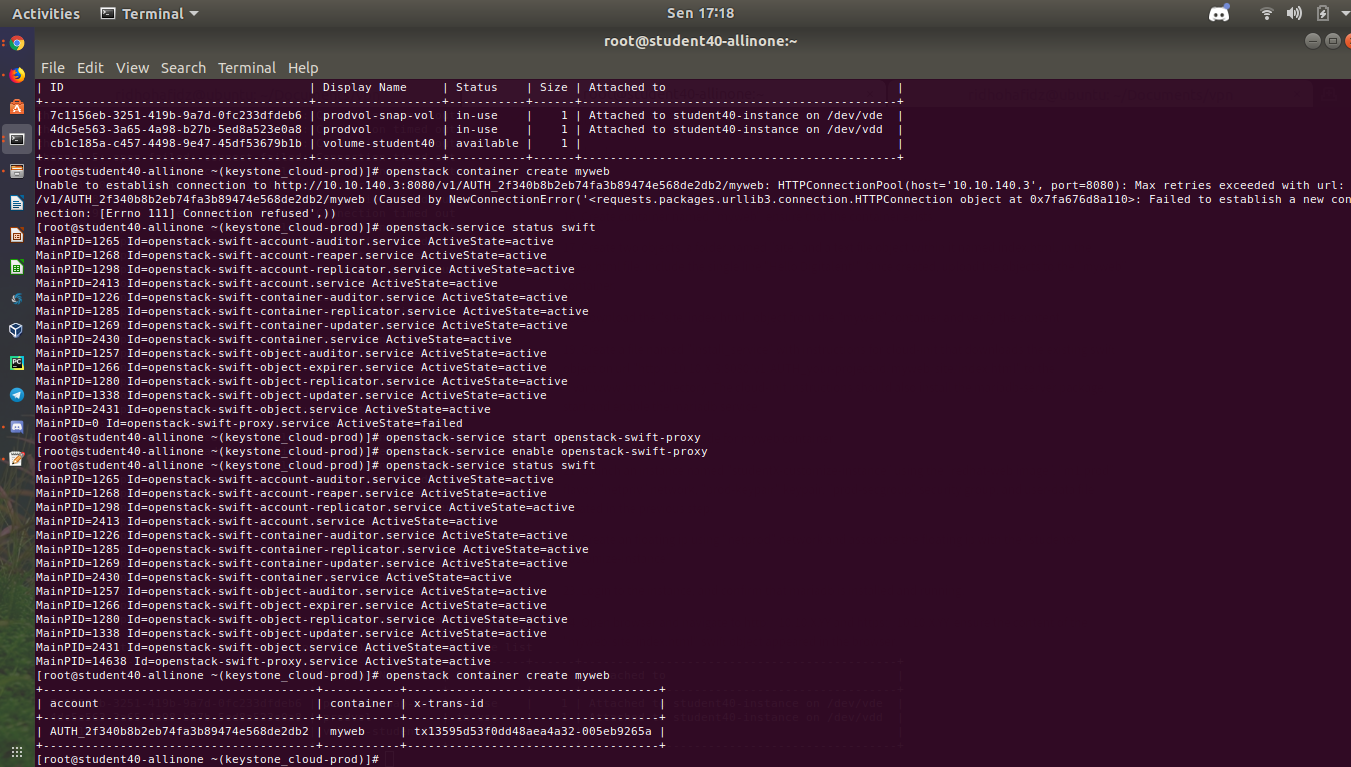 Activities Terminal Sen 17:18
root@student40-allinone:~
File Edit View Search Terminal Help
| ID | Display Name | Status | Size | Attached to |
+--------------------------------------+-----------------+-----------+------+---------------------------------------------+
| 7c1156eb-3251-419b-9a7d-0fc233dfdeb6 | prodvol-snap-vol | in-use | 1 | Attached to student40-instance on /dev/vde |
| 4dc5e563-3a65-4a98-b27b-5ed8a523e0a8 | prodvol | in-use | 1 | Attached to student40-instance on /dev/vdd |
| cb1c185a-c457-4498-9e47-45df53679b1b | volume-student40 | available | 1 | |
+--------------------------------------+-----------------+-----------+------+---------------------------------------------+
[root@student40-allinone ~(keystone_cloud-prod)]# openstack container create myweb
Unable to establish connection to http://10.10.140.3:8080/v1/AUTH_2f340b8b2eb74fa3b89474e568de2db2/myweb: HTTPConnectionPool(host='10.10.140.3', port=8080): Max retries exceeded with url:
/v1/AUTH_2f340b8b2eb74fa3b89474e568de2db2/myweb (Caused by NewConnectionError('<requests.packages.urllib3.connection.HTTPConnection object at 0x7fa676d8a110>: Failed to establish a new con
nection: [Errno 111] Connection refused',))
[root@student40-allinone ~(keystone_cloud-prod)]# openstack-service status swift
MainPID=1265 Id=openstack-swift-account-auditor.service ActiveState=active
MainPID=1268 Id=openstack-swift-account-reaper.service ActiveState=active
MainPID=1298 Id=openstack-swift-account-replicator.service ActiveState=active
MainPID=2413 Id=openstack-swift-account.service ActiveState=active
MainPID=1226 Id=openstack-swift-container-auditor.service ActiveState=active
MainPID=1285 Id=openstack-swift-container-replicator.service ActiveState=active
MainPID=1269 Id=openstack-swift-container-updater.service ActiveState=active
MainPID=2430 Id=openstack-swift-container.service ActiveState=active
MainPID=1257 Id=openstack-swift-object-auditor.service ActiveState=active
MainPID=1266 Id=openstack-swift-object-expirer.service ActiveState=active
MainPID=1280 Id=openstack-swift-object-replicator.service ActiveState=active
MainPID=1338 Id=openstack-swift-object-updater.service ActiveState=active
MainPID=2431 Id=openstack-swift-object.service ActiveState=active
MainPID=0 Id=openstack-swift-proxy.service ActiveState=failed
[root@student40-allinone ~(keystone_cloud-prod)]# openstack-service start openstack-swift-proxy
[root@student40-allinone ~(keystone_cloud-prod)]# openstack-service enable openstack-swift-proxy
[root@student40-allinone ~(keystone_cloud-prod)]# openstack-service status swift
MainPID=1265 Id=openstack-swift-account-auditor.service ActiveState=active
MainPID=1268 Id=openstack-swift-account-reaper.service ActiveState=active
MainPID=1298 Id=openstack-swift-account-replicator.service ActiveState=active
MainPID=2413 Id=openstack-swift-account.service ActiveState=active
MainPID=1226 Id=openstack-swift-container-auditor.service ActiveState=active
MainPID=1285 Id=openstack-swift-container-replicator.service ActiveState=active
MainPID=1269 Id=openstack-swift-container-updater.service ActiveState=active
MainPID=2430 Id=openstack-swift-container.service ActiveState=active
MainPID=1257 Id=openstack-swift-object-auditor.service ActiveState=active
MainPID=1266 Id=openstack-swift-object-expirer.service ActiveState=active
MainPID=1280 Id=openstack-swift-object-replicator.service ActiveState=active
MainPID=1338 Id=openstack-swift-object-updater.service ActiveState=active
MainPID=2431 Id=openstack-swift-object.service ActiveState=active
MainPID=14638 Id=openstack-swift-proxy.service ActiveState=active
[root@student40-allinone ~(keystone_cloud-prod)]# openstack container create myweb
+---------------------------------------+-----------+------------------------------------+
| account | container | x-trans-id |
+---------------------------------------+-----------+------------------------------------+
| AUTH_2f340b8b2eb74fa3b89474e568de2db2 | myweb | tx13595d53f0dd48aea4a32-005eb9265a |
+---------------------------------------+-----------+------------------------------------+
[root@student40-allinone ~(keystone_cloud-prod)]#